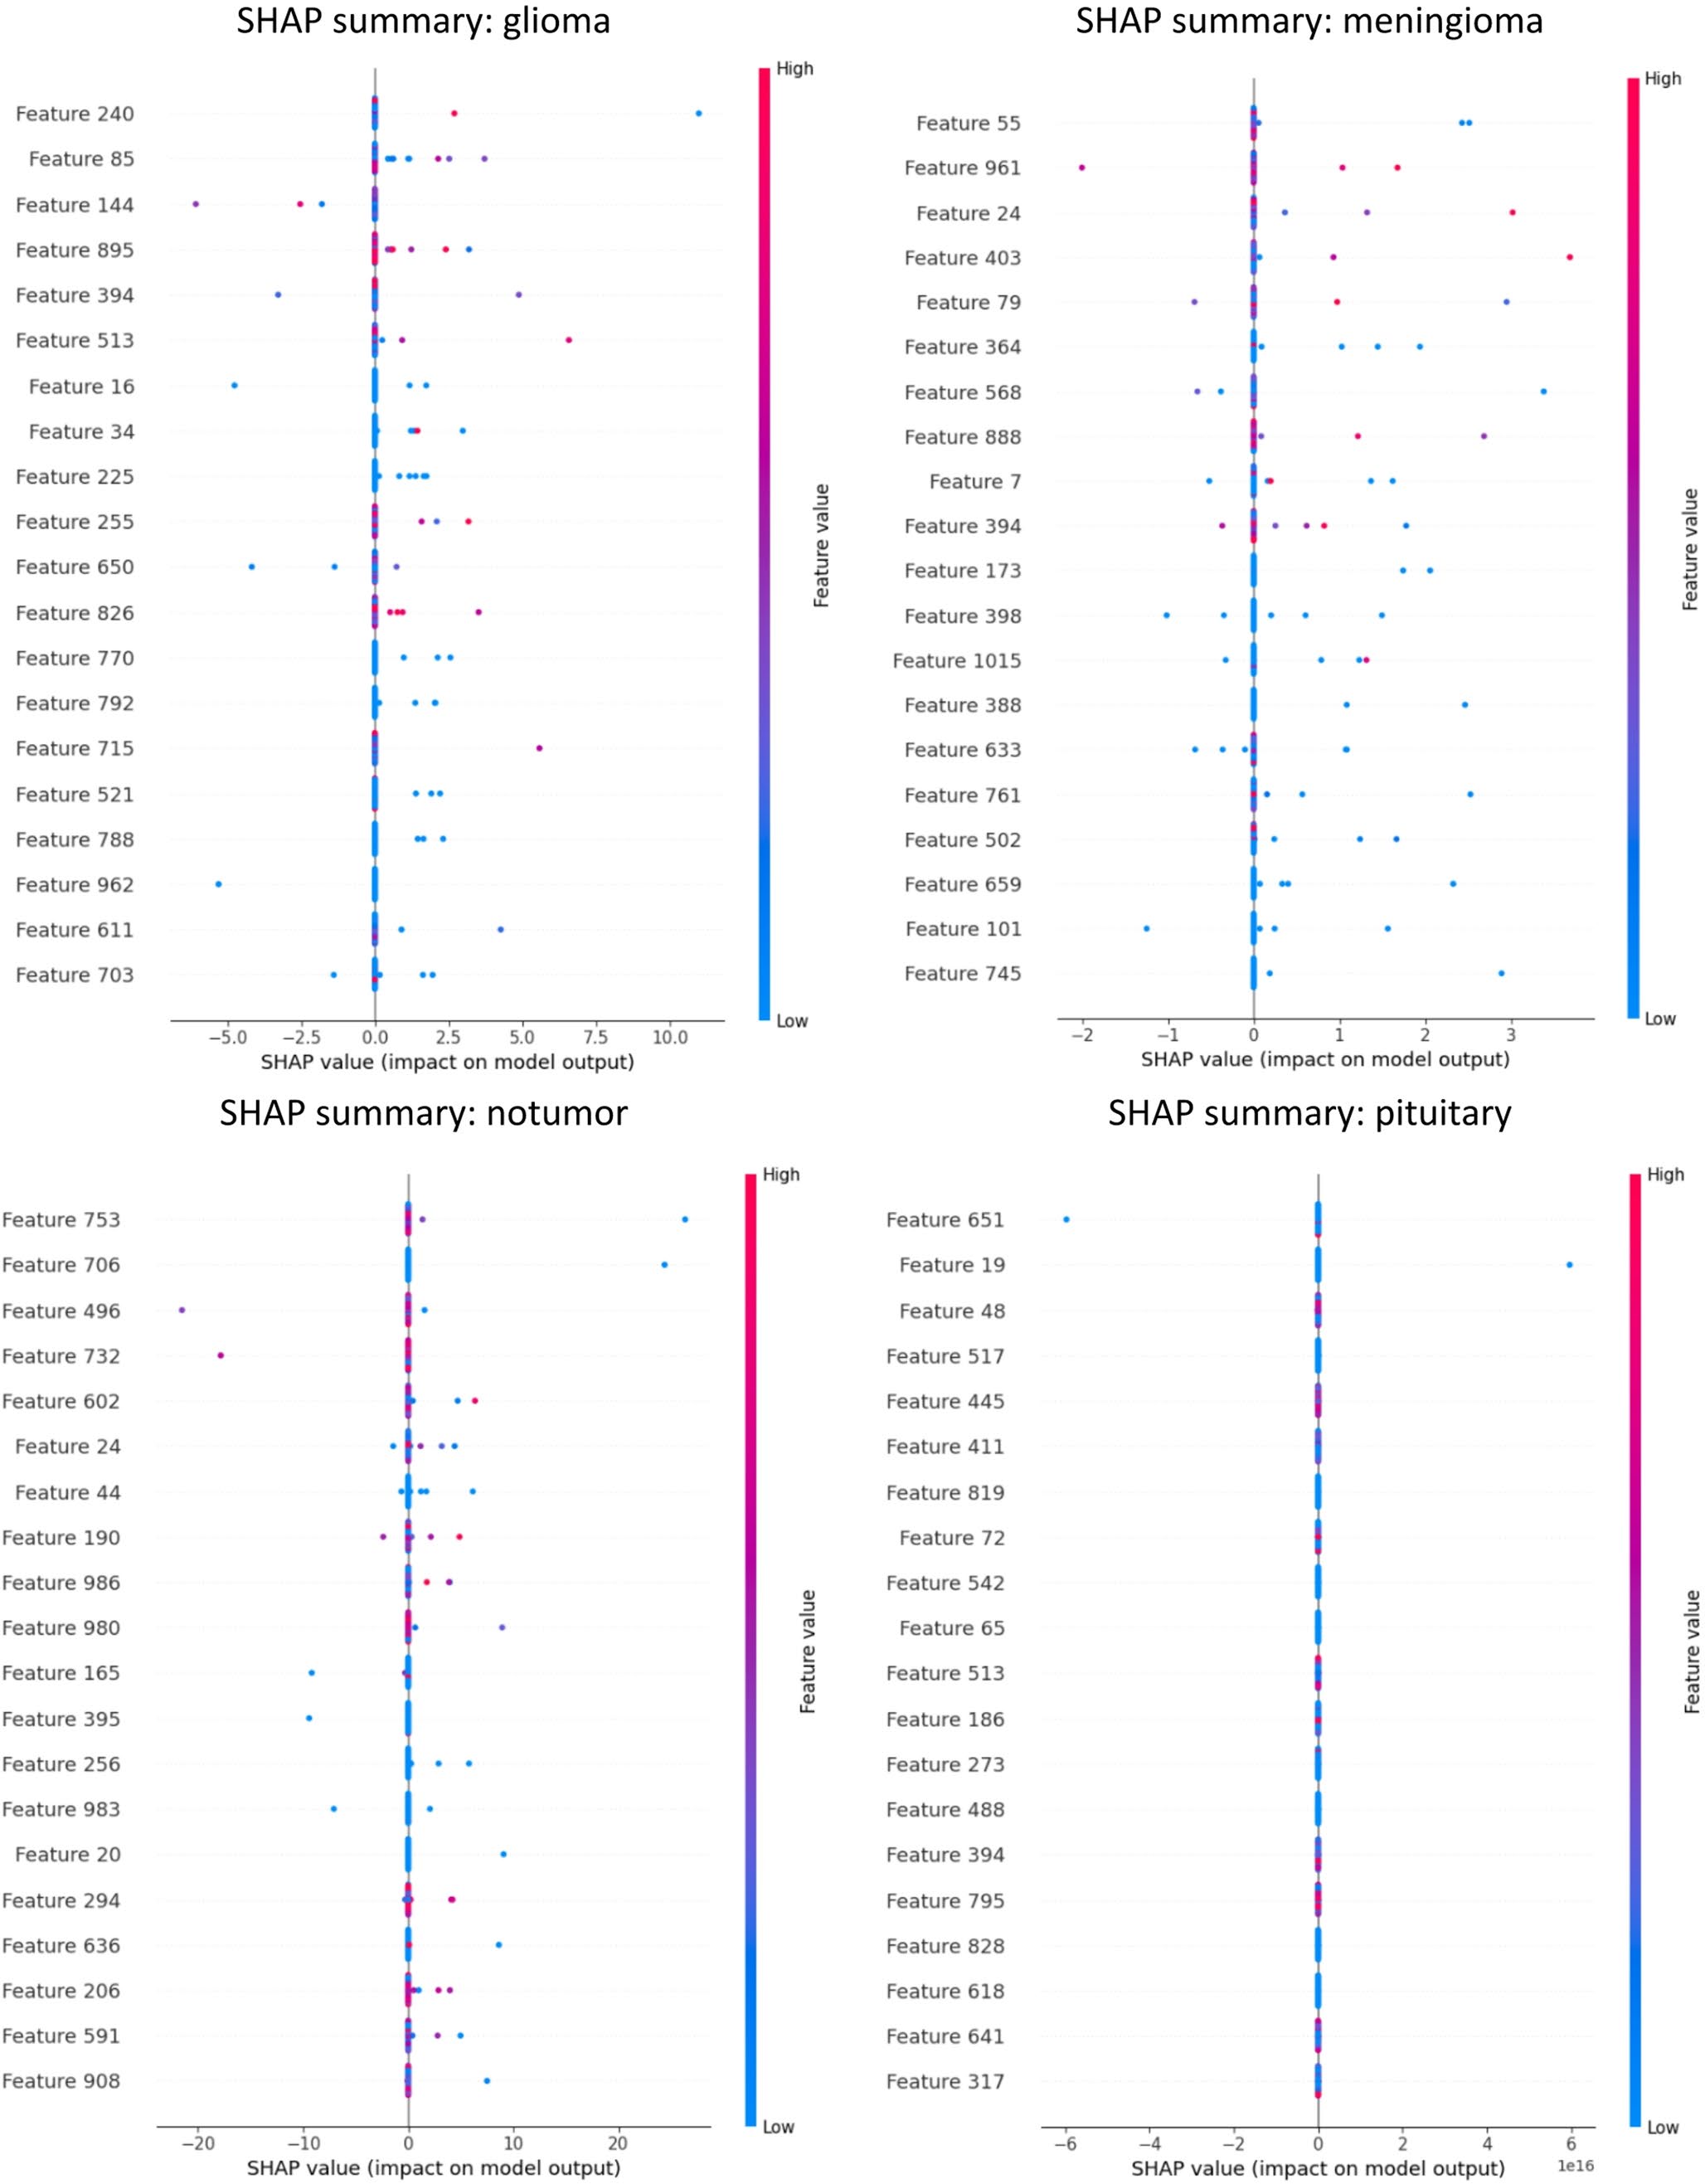 SHAP summary: glioma
High
Feature 240
Feature 85
Feature 144
Feature 895
Feature 394
Feature 513
Feature 16
Feature 34
Feature 225
Feature 255
Feature 650
Feature 826
Feature 770
Feature 792
Feature 715
Feature 521
Feature 788
Feature 962
Feature 611
Feature 703
Feature value
Low
−5.0 −2.5 0.0 2.5 5.0 7.5 10.0
SHAP value (impact on model output)
SHAP summary: meningioma
High
Feature 55
Feature 961
Feature 24
Feature 403
Feature 79
Feature 364
Feature 568
Feature 888
Feature 7
Feature 394
Feature 173
Feature 398
Feature 1015
Feature 388
Feature 633
Feature 761
Feature 502
Feature 659
Feature 101
Feature 745
Feature value
Low
−2 −1 0 1 2 3
SHAP value (impact on model output)
SHAP summary: notumor
High
Feature 753
Feature 706
Feature 496
Feature 732
Feature 602
Feature 24
Feature 44
Feature 190
Feature 986
Feature 980
Feature 165
Feature 395
Feature 256
Feature 983
Feature 20
Feature 294
Feature 636
Feature 206
Feature 591
Feature 908
Feature value
Low
−20 −10 0 10 20
SHAP value (impact on model output)
SHAP summary: pituitary
High
Feature 651
Feature 19
Feature 48
Feature 517
Feature 445
Feature 411
Feature 819
Feature 72
Feature 542
Feature 65
Feature 513
Feature 186
Feature 273
Feature 488
Feature 394
Feature 795
Feature 828
Feature 618
Feature 641
Feature 317
Feature value
Low
−6 −4 −2 0 2 4 6
1e16
SHAP value (impact on model output)